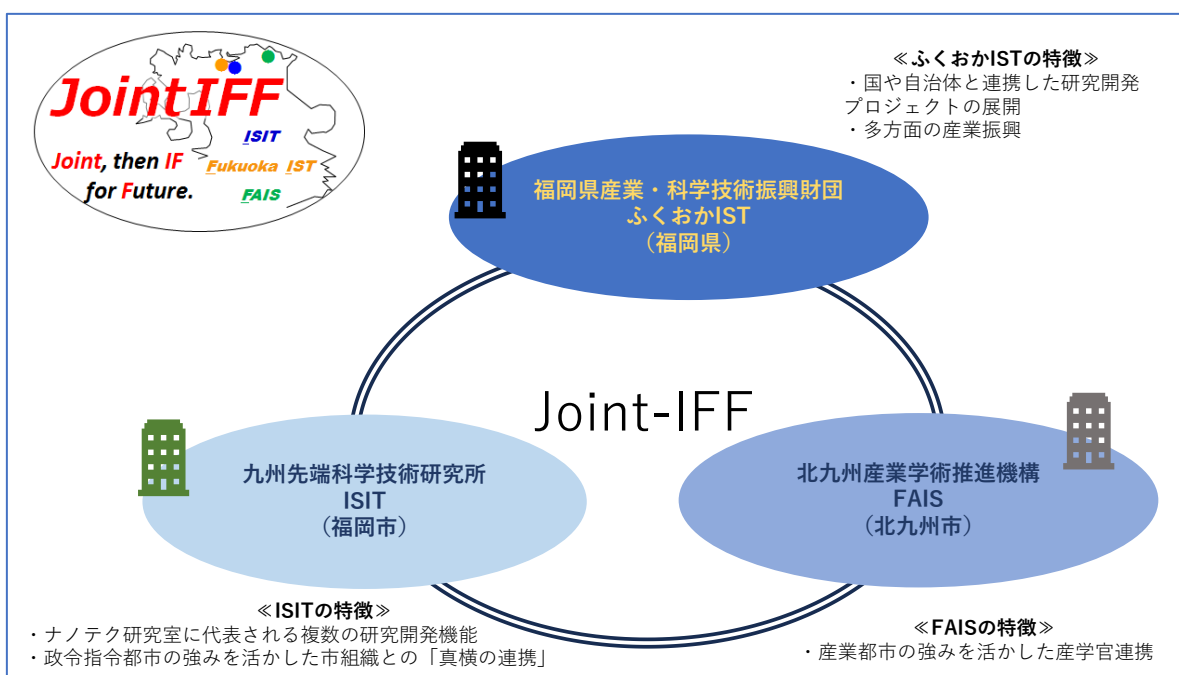 JointIFF
ISIT
Joint, then IF
Fukuoka IST
for Future.
FAIS
≪ふくおかISTの特徴≫
・国や自治体と連携した研究開発
プロジェクトの展開
・多方面の産業振興
福岡県産業・科学技術振興財団
ふくおかIST
（福岡県）
Joint-IFF
九州先端科学技術研究所
ISIT
（福岡市）
北九州産業学術推進機構
FAIS
（北九州市）
≪ISITの特徴≫
・ナノテク研究室に代表される複数の研究開発機能
・政令指令都市の強みを活かした市組織との「真横の連携」
≪FAISの特徴≫
・産業都市の強みを活かした産学官連携